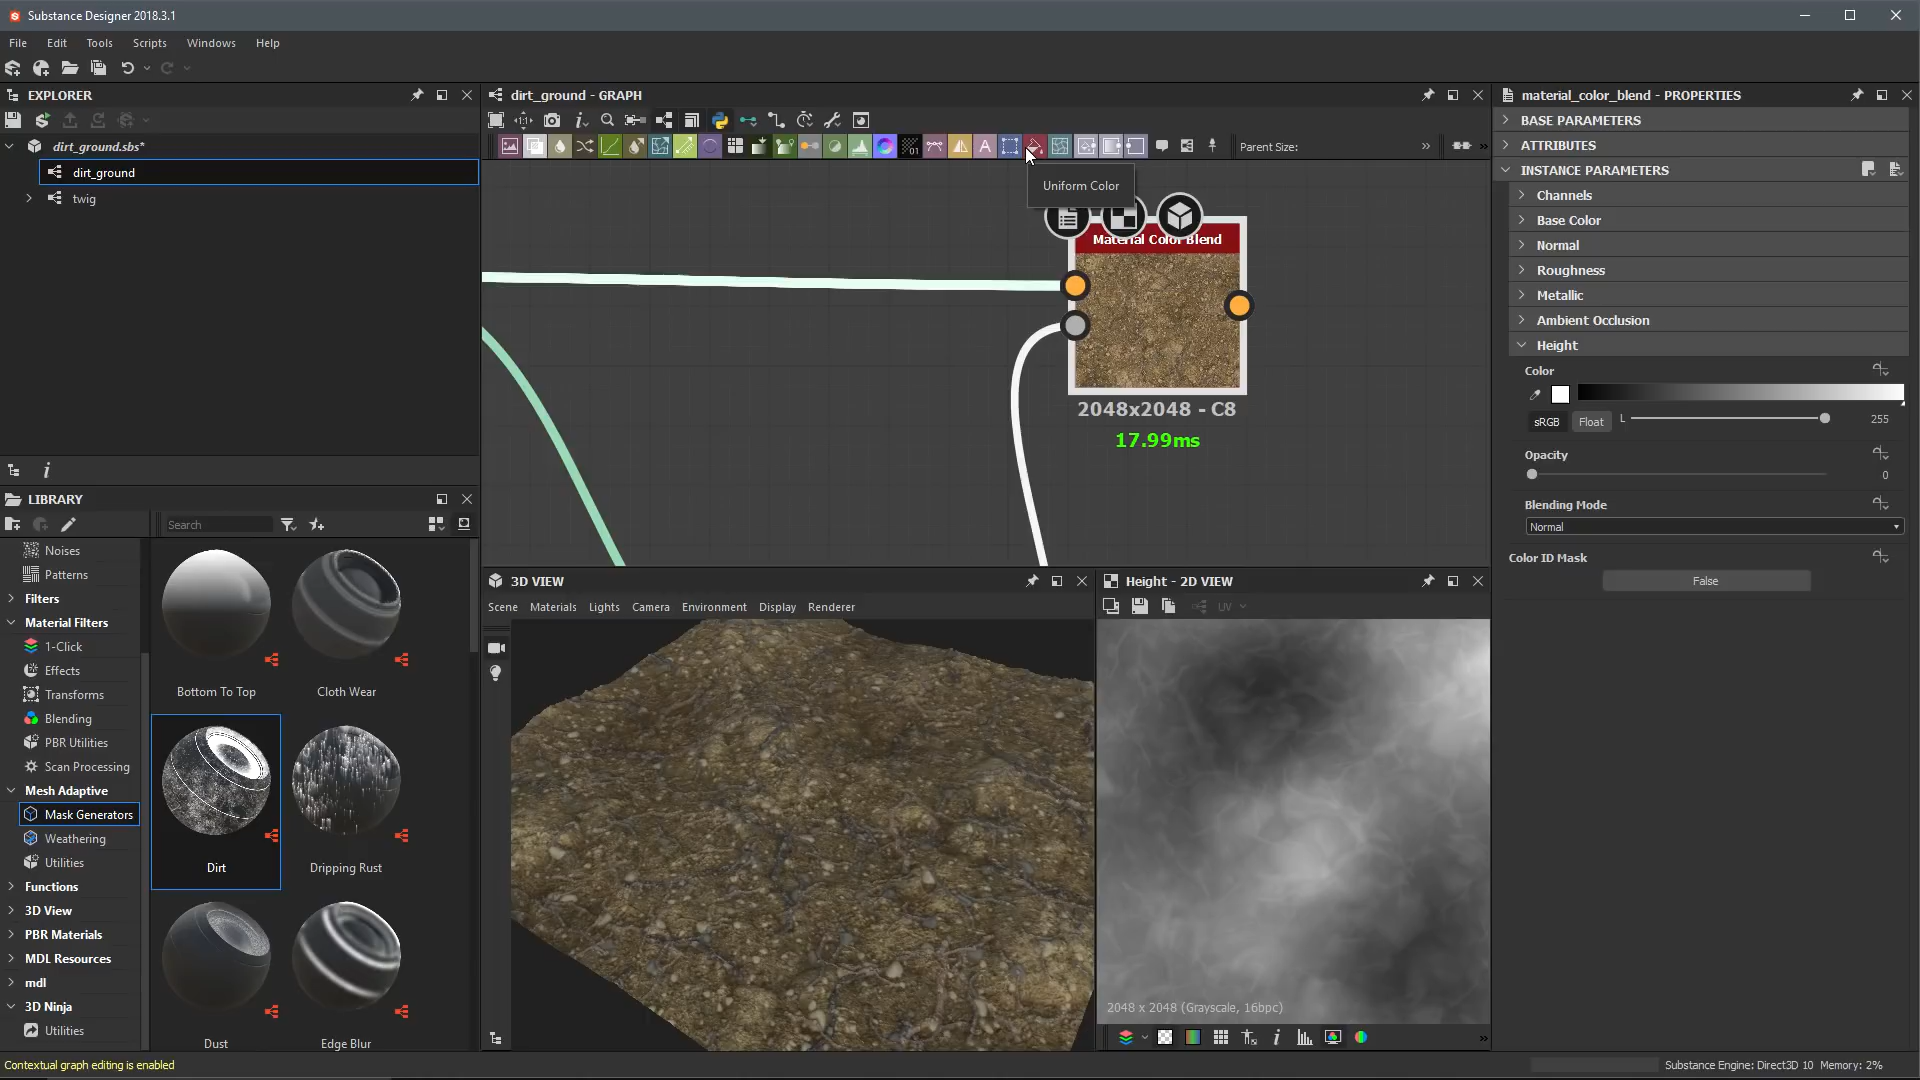 Substance Designer 2018.3.1
File Edit Tools Scripts Windows Help
EXPLORER
dirt_ground.sbs*
dirt_ground
twig
dirt_ground - GRAPH
01
A
Parent Size:
Uniform Color
Material Color Blend
2048x2048 - C8
17.99ms
LIBRARY
Search
Noises
Patterns
Filters
Material Filters
1-Click
Effects
Transforms
Blending
PBR Utilities
Scan Processing
Mesh Adaptive
Mask Generators
Weathering
Utilities
Functions
3D View
PBR Materials
MDL Resources
mdl
3D Ninja
Utilities
Bottom To Top
Cloth Wear
Dirt
Dripping Rust
Dust
Edge Blur
3D VIEW
Scene Materials Lights Camera Environment Display Renderer
Height - 2D VIEW
UV
2048 x 2048 (Grayscale, 16bpc)
material_color_blend - PROPERTIES
BASE PARAMETERS
ATTRIBUTES
INSTANCE PARAMETERS
Channels
Base Color
Normal
Roughness
Metallic
Ambient Occlusion
Height
Color
sRGB Float L 255
Opacity
0
Blending Mode
Normal
Color ID Mask
False
Contextual graph editing is enabled
Substance Engine: Direct3D 10 Memory: 2%